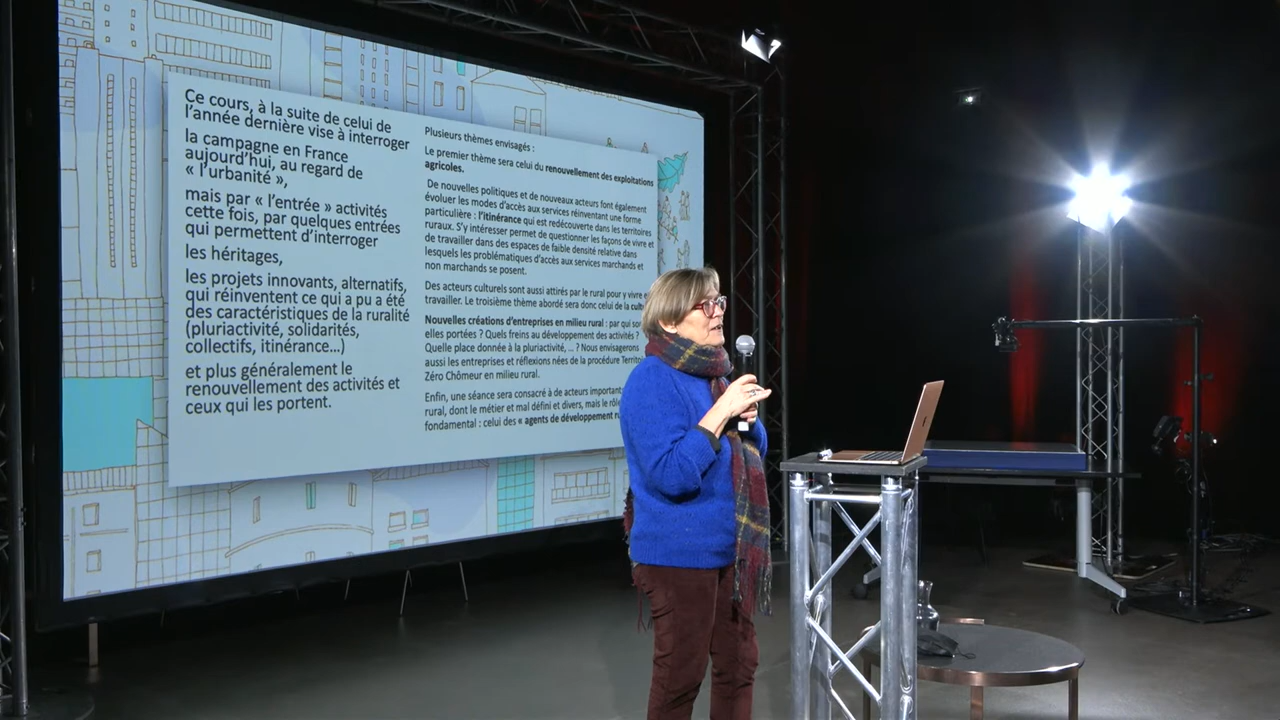 Ce cours, à la suite de celui de
l'année dernière vise à interroger
la campagne en France
aujourd'hui, au regard de
« l'urbanité »,
mais par « l'entrée » activités
cette fois, par quelques entrées
qui permettent d'interroger
les héritages,
les projets innovants, alternatifs,
qui réinventent ce qui a pu a été
des caractéristiques de la ruralité
(pluriactivité, solidarités,
collectifs, itinérance...)
et plus généralement le
renouvellement des activités et
ceux qui les portent.
Plusieurs thèmes envisagés :
Le premier thème sera celui du renouvellement des exploitations
agricoles.
De nouvelles politiques et de nouveaux acteurs font également
évoluer les modes d'accès aux services réinventant une forme
particulière : l'itinérance qui est redécouverte dans les territoires
ruraux. S'y intéresser permet de questionner les façons de vivre et
de travailler dans des espaces de faible densité relative dans
lesquels les problématiques d'accès aux services marchands et
non marchands se posent.
Des acteurs culturels sont aussi attirés par le rural pour y vivre
travailler. Le troisième thème abordé sera donc celui de la
Nouvelles créations d'entreprises en milieu rural : par qui
elles portées ? Quels freins au développement des activités ?
Quelle place donnée à la pluriactivité, ... ? Nous envisagerons
aussi les entreprises et réflexions nées de la procédure
Zéro Chômeur en milieu rural.
Enfin, une séance sera consacré à de acteurs
rural, dont le métier et mal défini et divers, mais le
fondamental : celui des « agents de développement